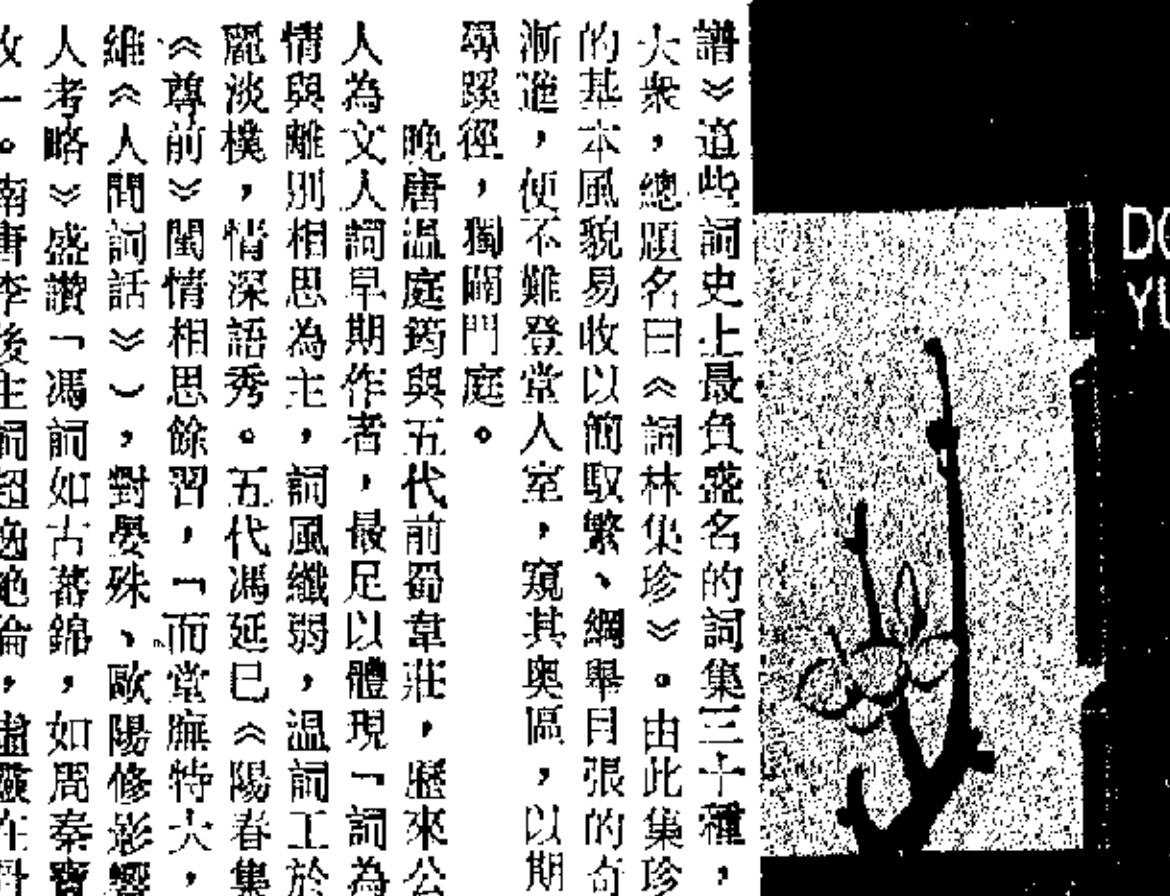 譜》這些詞史上最負盛名的詞集三十種，
大衆，總題名曰《詞林集珍》。由此集珍
的基本風貌易收以簡馭繁、綱舉目張的奇
漸進，便不難登堂入室，窺其奧區，以期
尋蹊徑，獨闢門庭。
晚唐溫庭筠與五代前蜀韋莊，歷來公
人為文人詞早期作者，最足以體現「詞為
情與離別相思為主，詞風纖弱，溫詞工於
麗淡樸，情深語秀。五代馮延巳《陽春集
《尊前》閨情相思餘習，「而堂廡特大，
維《人間詞話》），對晏殊、歐陽修影響
人考略》盛讚「馮詞如古蕃錦，如周秦寶
收一。南唐李後主詞超逸絕倫，虛靈在
DO
YU